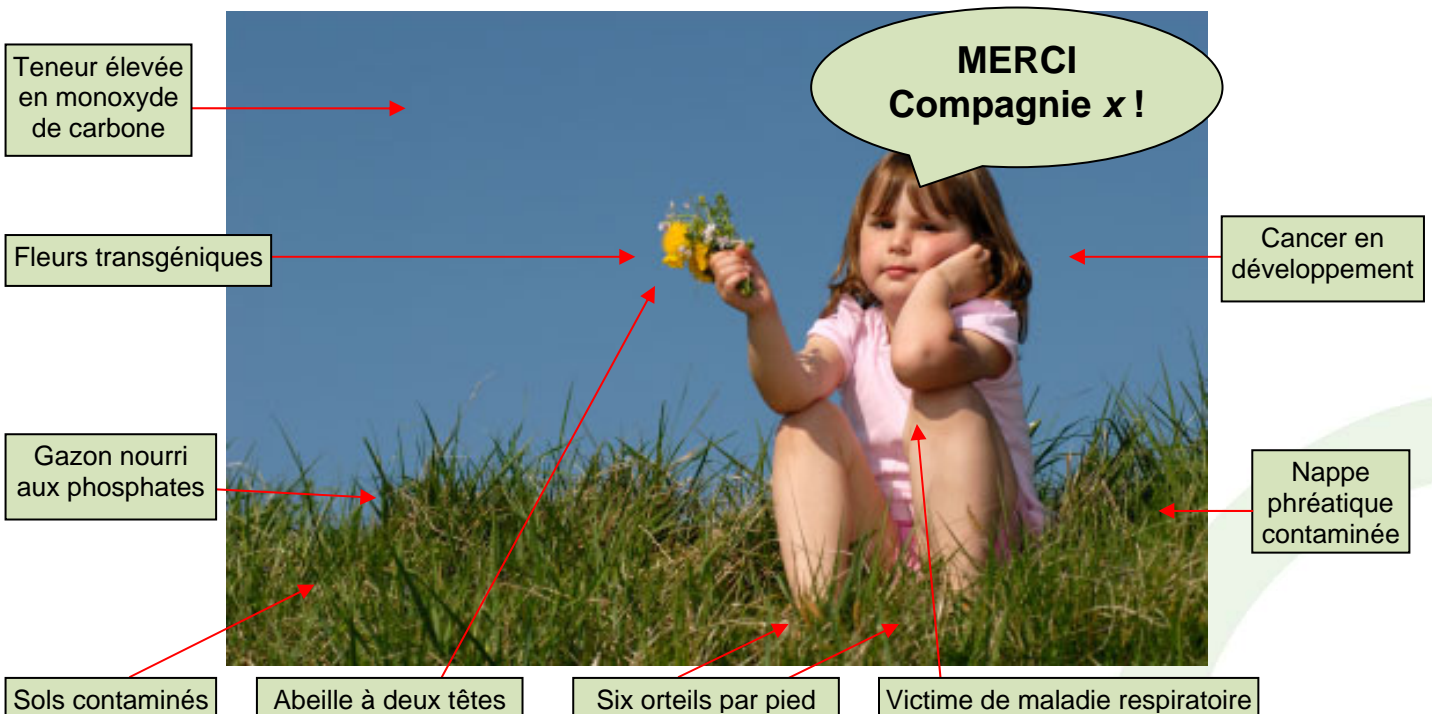 MERCI
Compagnie x !
Teneur élevée
en monoxyde
de carbone
Fleurs transgéniques
Cancer en
développement
Gazon nourri
aux phosphates
Nappe
phréatique
contaminée
Sols contaminés
Abeille à deux têtes
Six orteils par pied
Victime de maladie respiratoire